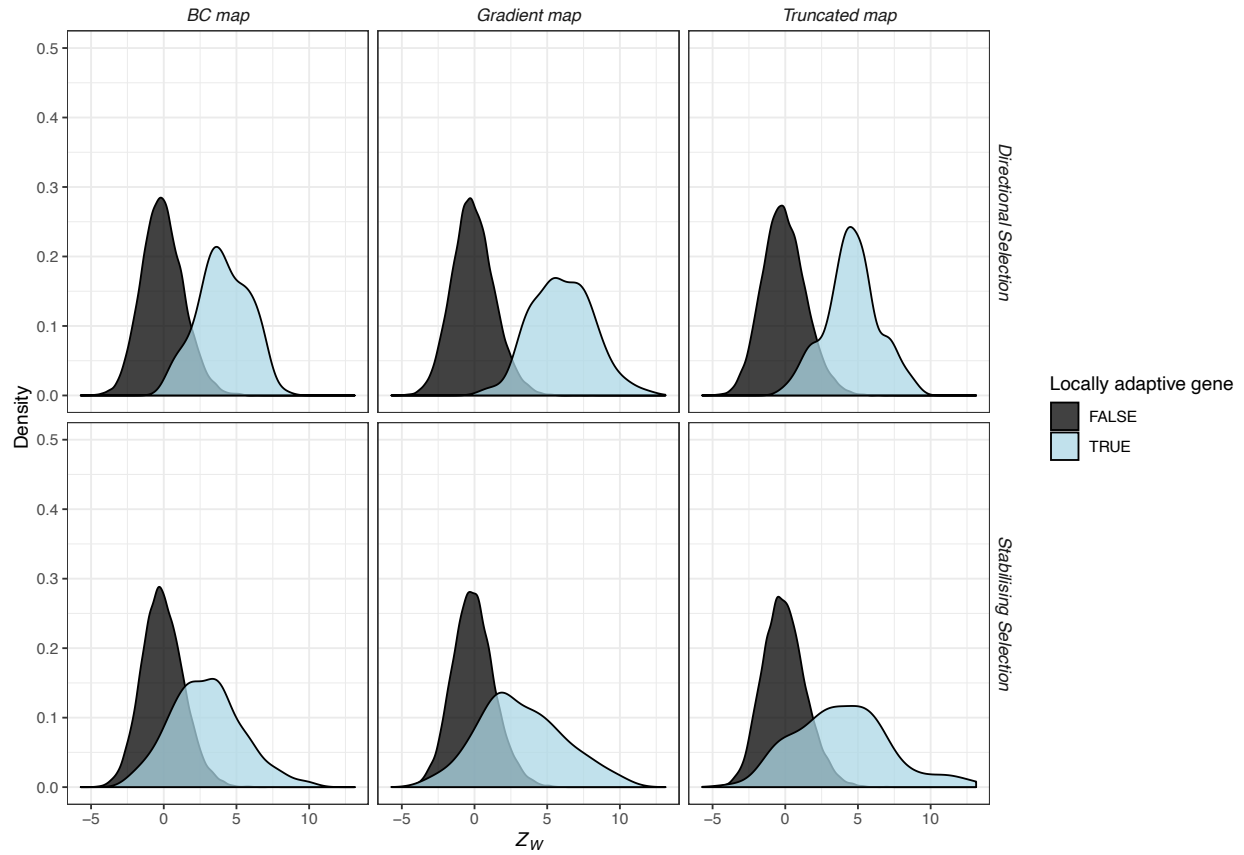 BC map
Gradient map
Truncated map
0.5
0.4
0.3
0.2
0.1
0.0
Directional Selection
Density
0.5
0.4
0.3
0.2
0.1
0.0
Stabilising Selection
−5 0 5 10
−5 0 5 10
−5 0 5 10
Z_W
Locally adaptive gene
FALSE
TRUE